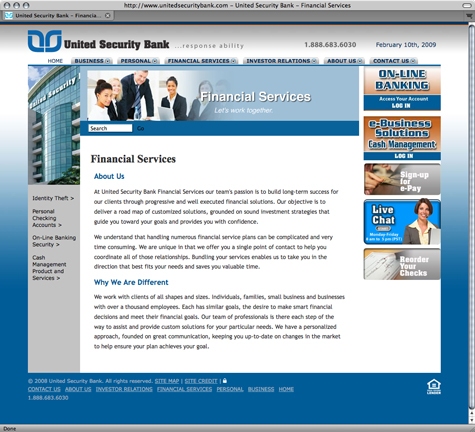 http://www.unitedsecuritybank.com – United Security Bank - Financial Services
United Security Bank – Financia...
United Security Bank ...response ability
1.888.683.6030
February 10th, 2009
HOME BUSINESS PERSONAL FINANCIAL SERVICES INVESTOR RELATIONS ABOUT US CONTACT US
United Security
Financial Services
Let's work together
Search Go
ON-LINE
BANKING
Access Your Account
LOG IN
e-Business
Solutions
Cash Management
LOG IN
Sign-up
for
e-Pay
Live
Chat
Monday-Friday
Reorder
Your
Checks
Identity Theft >
Personal
Checking
Accounts >
On-Line Banking
Security >
Cash
Management
Product and
Services >
Financial Services
About Us
At United Security Bank Financial Services our team's passion is to build long-term success for
our clients through progressive and well executed financial solutions. Our objective is to
deliver a road map of customized solutions, grounded on sound investment strategies that
guide you toward your goals and provides you with confidence.
We understand that handling numerous financial service plans can be complicated and very
time consuming. We are unique in that we offer you a single point of contact to help you
coordinate all of those relationships. Bundling your services enables us to take you in the
direction that best fits your needs and saves you valuable time.
Why We Are Different
We work with clients of all shapes and sizes. Individuals, families, small business and businesses
with over a thousand employees. Each has similar goals, the desire to make smart financial
decisions and meet their financial goals. Our team of professionals is there each step of the
way to assist and provide custom solutions for your particular needs. We have a personalized
approach, founded on great communication, keeping you up-to-date on changes in the market
to help ensure your plan achieves your goal.
© 2008 United Security Bank. All rights reserved. SITE MAP | SITE CREDIT |
CONTACT US ABOUT US INVESTOR RELATIONS FINANCIAL SERVICES PERSONAL BUSINESS HOME
1.888.683.6030
Done